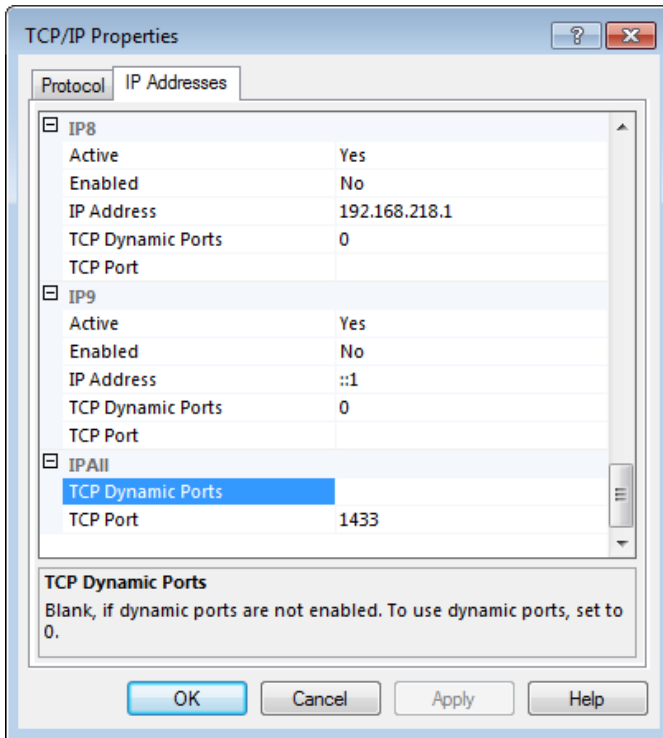 TCP/IP Properties
Protocol IP Addresses
IP8
Active Yes
Enabled No
IP Address 192.168.218.1
TCP Dynamic Ports 0
TCP Port
IP9
Active Yes
Enabled No
IP Address ::1
TCP Dynamic Ports 0
TCP Port
IPAll
TCP Dynamic Ports
TCP Port 1433
TCP Dynamic Ports
Blank, if dynamic ports are not enabled. To use dynamic ports, set to
0.
OK Cancel Apply Help